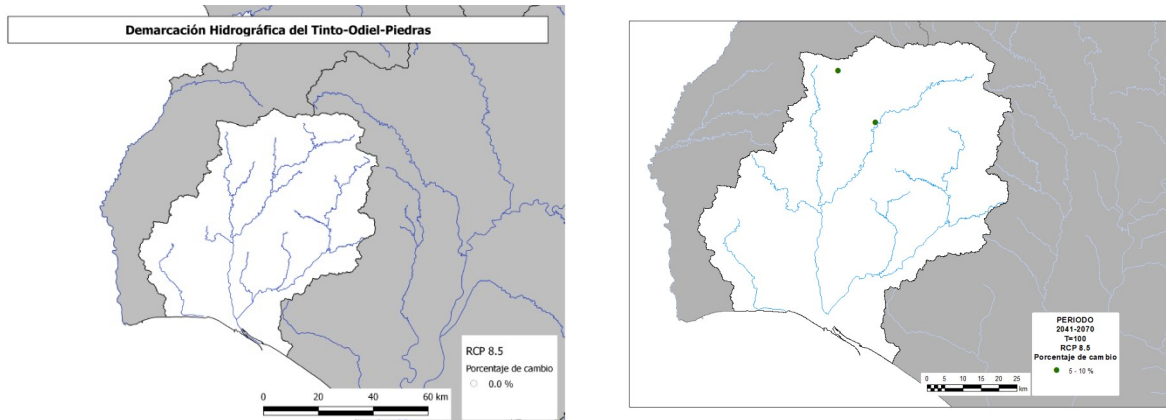 Demarcación Hidrográfica del Tinto-Odiel-Piedras
RCP 8.5
Porcentaje de cambio
0.0 %
0 20 40 60 km
PERIODO
2041-2070
T=100
RCP 8.5
Porcentaje de cambio
5 - 10 %
0 5 10 15 20 25
km